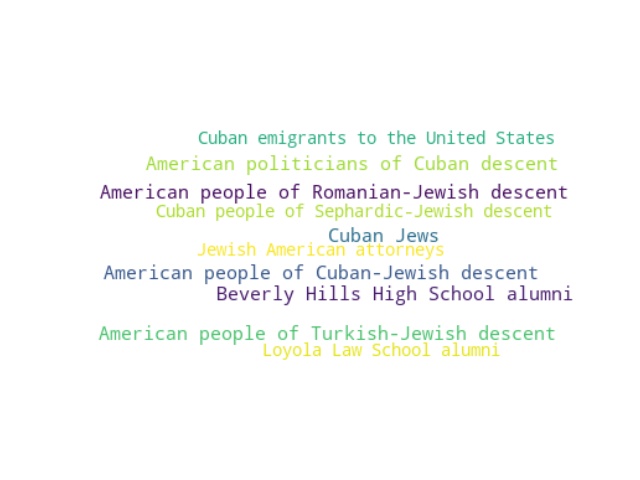 Cuban emigrants to the United States
American politicians of Cuban descent
American people of Romanian-Jewish descent
Cuban people of Sephardic-Jewish descent
Cuban Jews
Jewish American attorneys
American people of Cuban-Jewish descent
Beverly Hills High School alumni
American people of Turkish-Jewish descent
Loyola Law School alumni